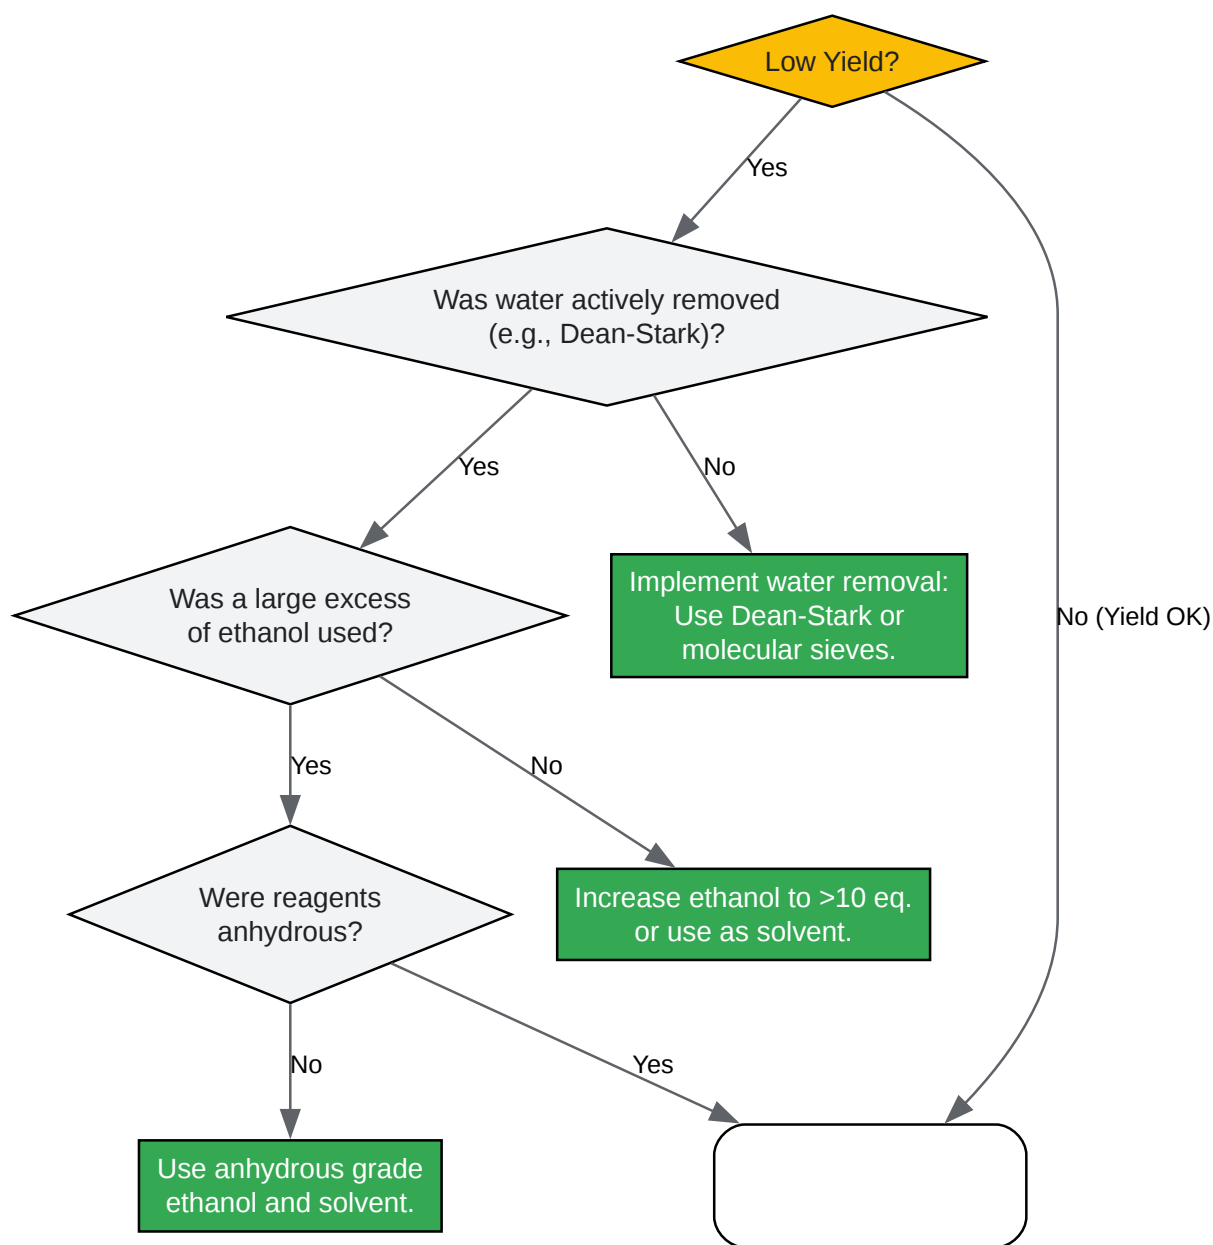 Low Yield?
Yes
Was water actively removed
(e.g., Dean-Stark)?
Yes
No
Was a large excess
of ethanol used?
Implement water removal:
Use Dean-Stark or
molecular sieves.
No (Yield OK)
Yes
No
Were reagents
anhydrous?
Increase ethanol to >10 eq.
or use as solvent.
No
Yes
Use anhydrous grade
ethanol and solvent.